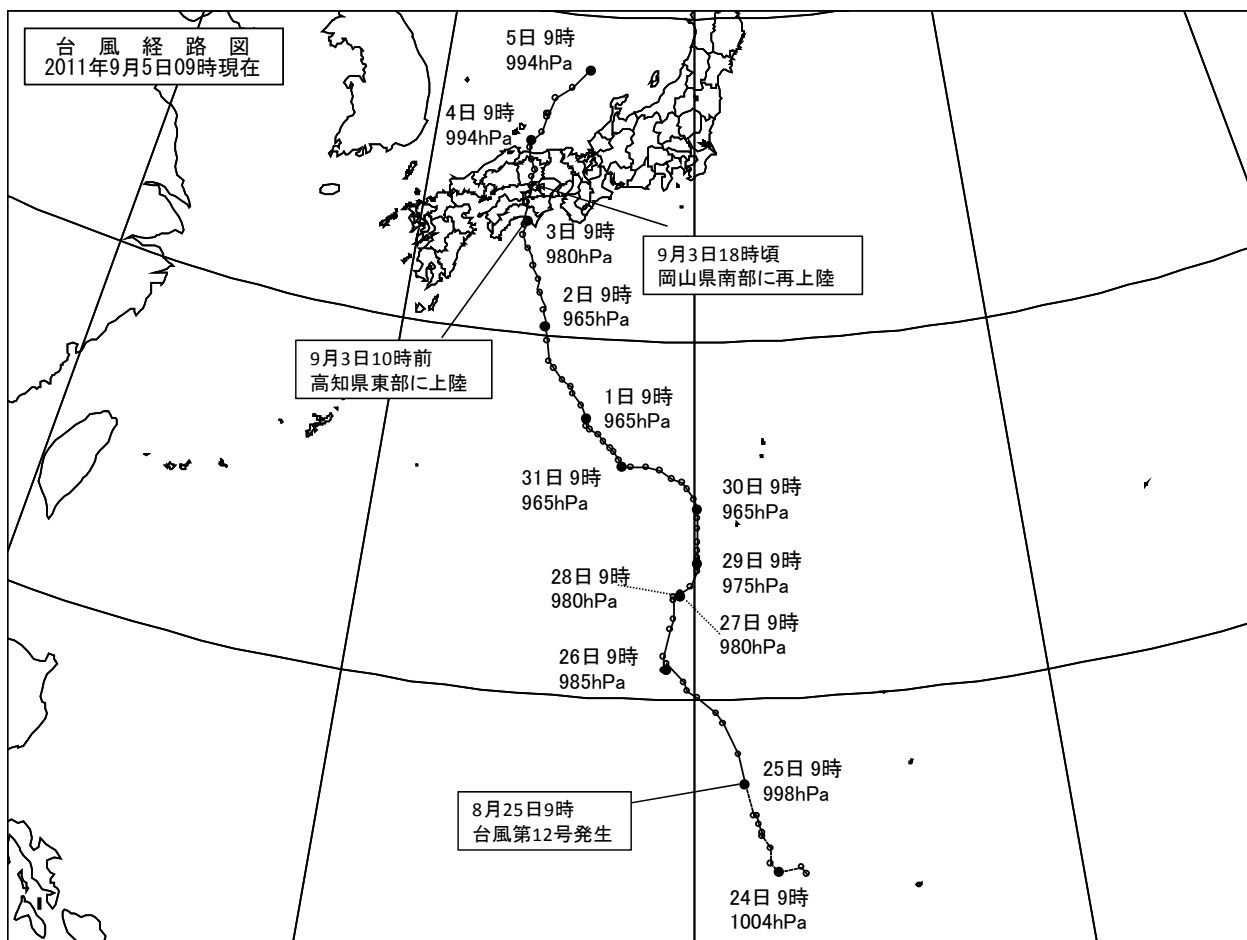 台 風 経 路 図
2011年9月5日09時現在
5日 9時
994hPa
4日 9時
994hPa
3日 9時
980hPa
9月3日18時頃
岡山県南部に再上陸
2日 9時
965hPa
9月3日10時前
高知県東部に上陸
1日 9時
965hPa
31日 9時
965hPa
30日 9時
965hPa
29日 9時
975hPa
28日 9時
980hPa
27日 9時
980hPa
26日 9時
985hPa
25日 9時
998hPa
8月25日9時
台風第12号発生
24日 9時
1004hPa